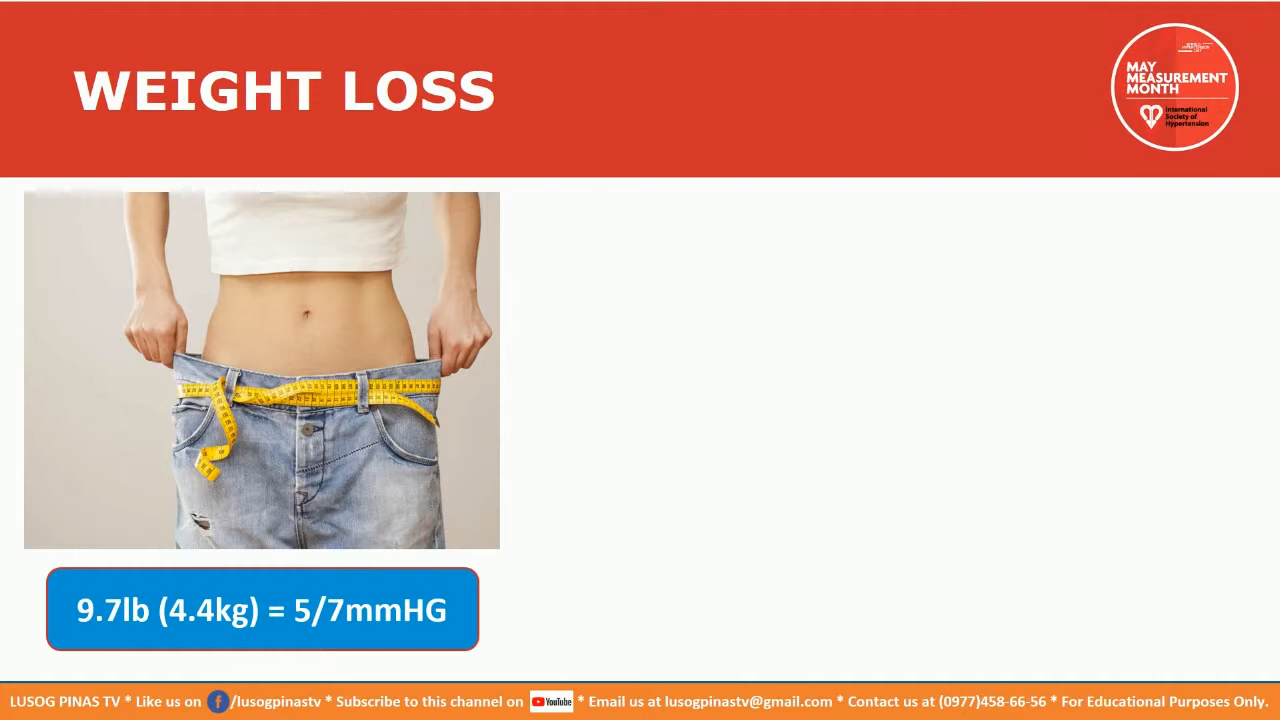 WEIGHT LOSS
MAY
MEASUREMENT
MONTH
International
Society of
Hypertension
9.7lb (4.4kg) = 5/7mmHG
LUSOG PINAS TV * Like us on f /lusogpinastv * Subscribe to this channel on YouTube * Email us at lusogpinastv@gmail.com * Contact us at (0977)458-66-56 * For Educational Purposes Only.